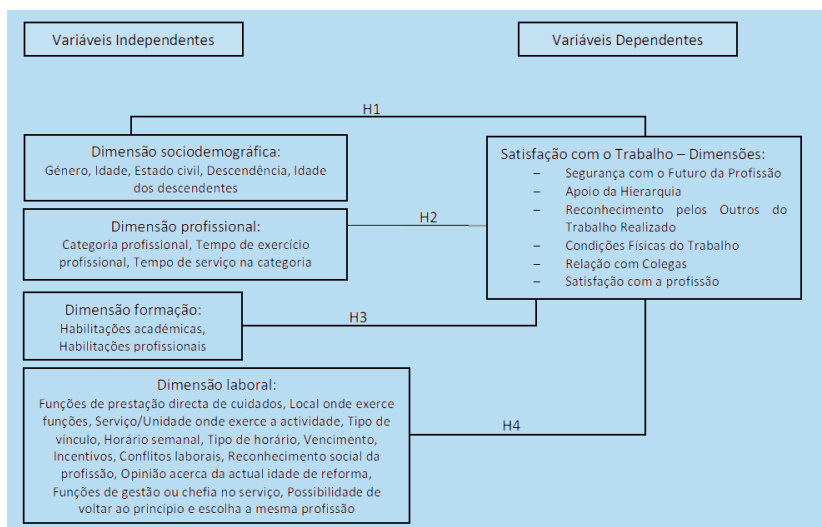 Variáveis Independentes
Variáveis Dependentes
H1
Dimensão sociodemográfica:
Género, Idade, Estado civil, Descendência, Idade
dos descendentes
Satisfação com o Trabalho – Dimensões:
– Segurança com o Futuro da Profissão
– Apoio da Hierarquia
– Reconhecimento pelos Outros do
Trabalho Realizado
– Condições Físicas do Trabalho
– Relação com Colegas
– Satisfação com a profissão
Dimensão profissional:
Categoria profissional, Tempo de exercício
profissional, Tempo de serviço na categoria
H2
Dimensão formação:
Habilitações académicas,
Habilitações profissionais
H3
Dimensão laboral:
Funções de prestação directa de cuidados, Local onde exerce
funções, Serviço/Unidade onde exerce a actividade, Tipo de
vínculo, Horário semanal, Tipo de horário, Vencimento,
Incentivos, Conflitos laborais, Reconhecimento social da
profissão, Opinião acerca da actual idade de reforma,
Funções de gestão ou chefia no serviço, Possibilidade de
voltar ao princípio e escolha a mesma profissão
H4